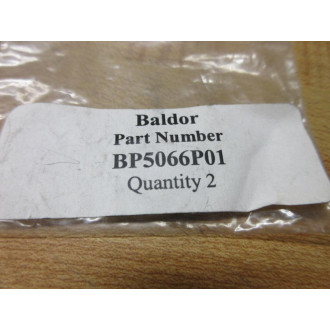 Baldor
Part Number
BP5066P01
Quantity 2